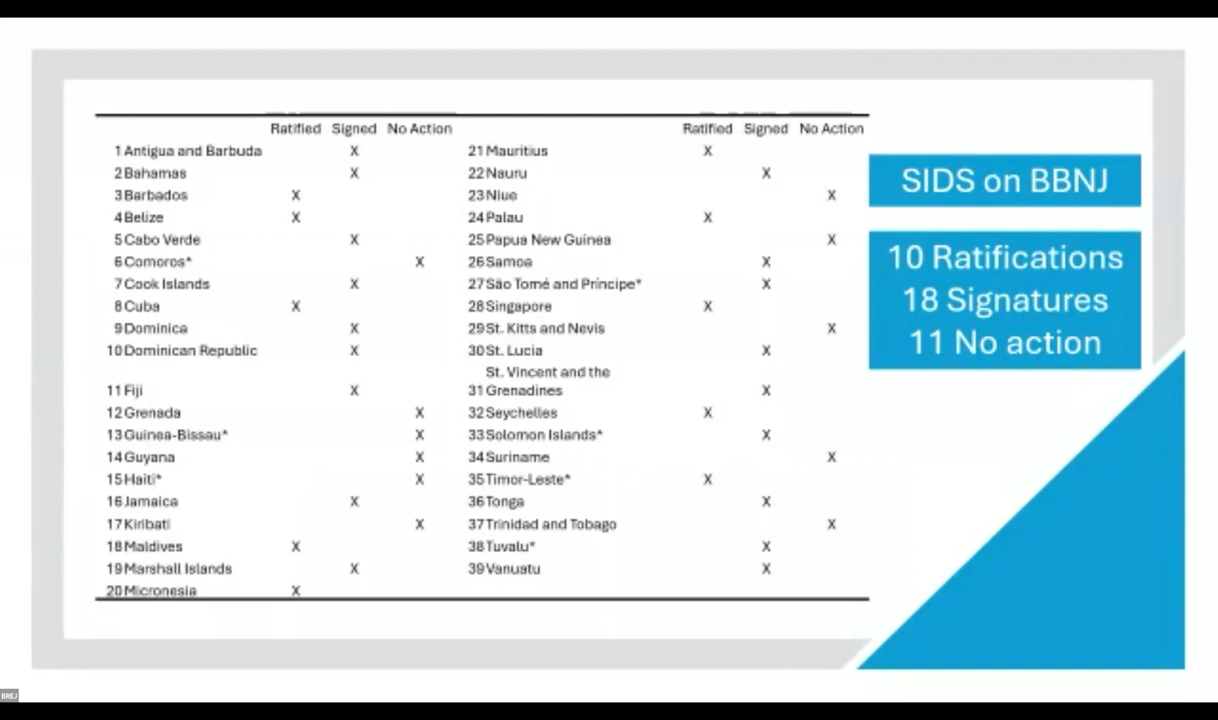 Ratified Signed No Action Ratified Signed No Action
1 Antigua and Barbuda X 21 Mauritius X
2 Bahamas X 22 Nauru X
3 Barbados X 23 Niue X
4 Belize X 24 Palau X
5 Cabo Verde X 25 Papua New Guinea X
6 Comoros* X 26 Samoa X
7 Cook Islands X 27 São Tomé and Príncipe* X
8 Cuba X 28 Singapore X
9 Dominica X 29 St. Kitts and Nevis X
10 Dominican Republic X 30 St. Lucia X
St. Vincent and the
11 Fiji X 31 Grenadines X
12 Grenada X 32 Seychelles X
13 Guinea-Bissau* X 33 Solomon Islands* X
14 Guyana X 34 Suriname X
15 Haiti* X 35 Timor-Leste* X
16 Jamaica X 36 Tonga X
17 Kiribati X 37 Trinidad and Tobago X
18 Maldives X 38 Tuvalu* X
19 Marshall Islands X 39 Vanuatu X
20 Micronesia X
SIDS on BBNJ
10 Ratifications
18 Signatures
11 No action
BREJ